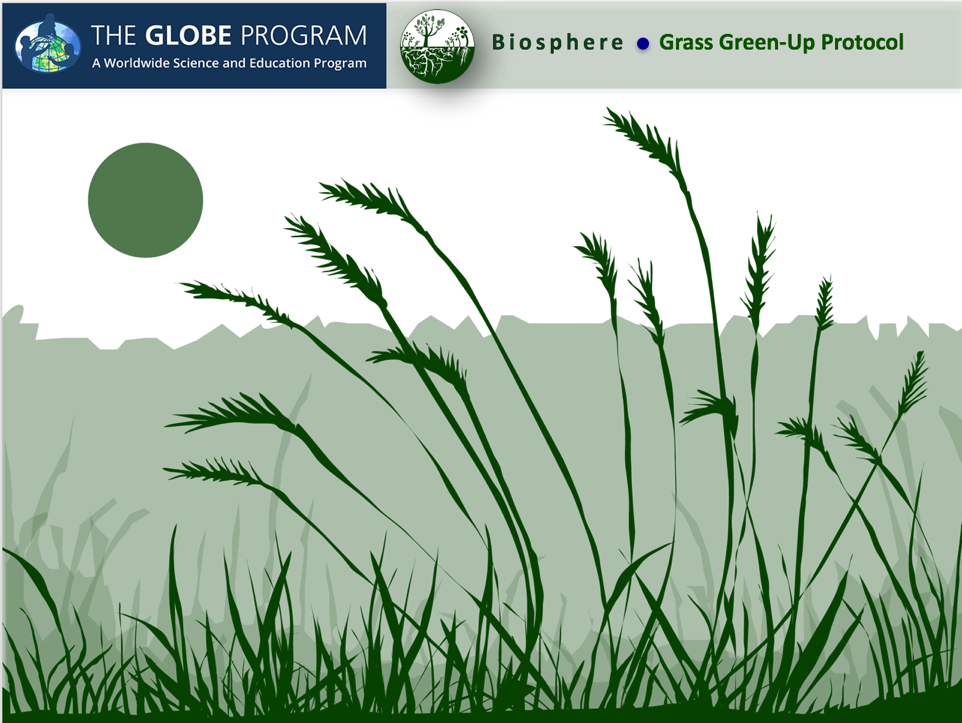 THE GLOBE PROGRAM
A Worldwide Science and Education Program
Biosphere • Grass Green-Up Protocol